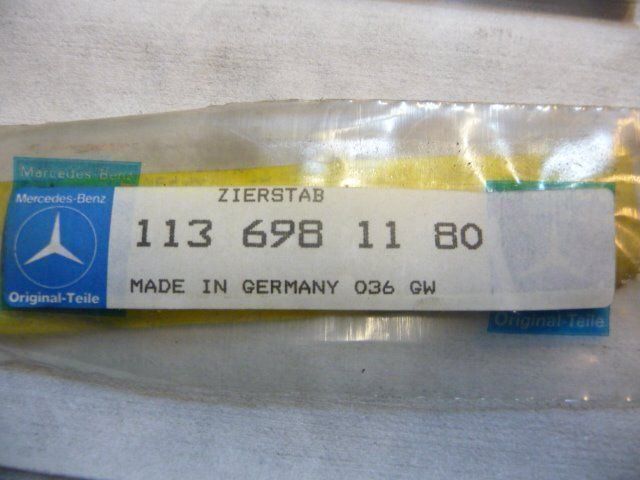 Mercedes-Benz
Mercedes-Benz
Original-Teile
ZIERSTAB
113 698 11 80
MADE IN GERMANY 036 GW
Original-Teile